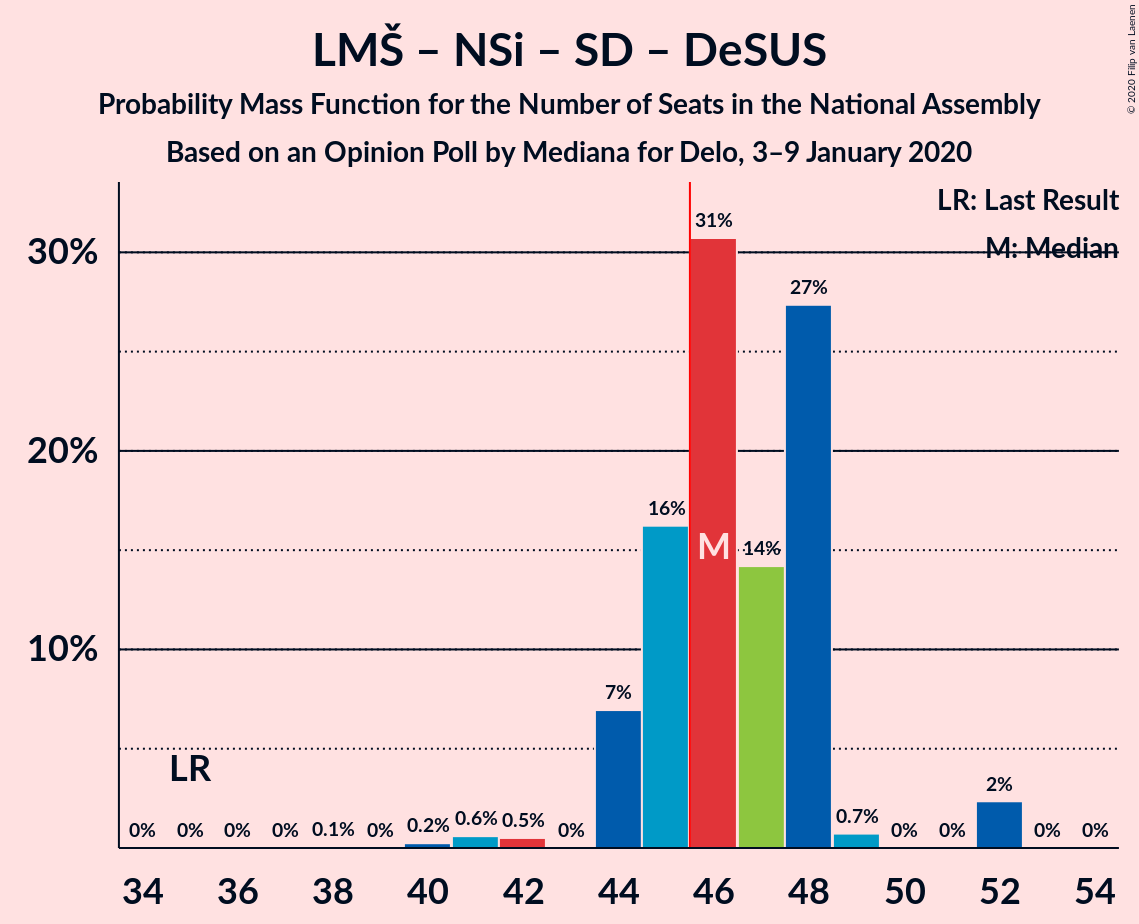 LMŠ – NSi – SD – DeSUS
Probability Mass Function for the Number of Seats in the National Assembly
Based on an Opinion Poll by Mediana for Delo, 3–9 January 2020
© 2020 Filip van Laenen
LR: Last Result
M: Median
30%
20%
10%
31%
27%
16%
14%
M
7%
LR
2%
0% 0% 0% 0% 0.1% 0% 0.2% 0.6% 0.5% 0% 0.7% 0% 0% 0% 0%
34 36 38 40 42 44 46 48 50 52 54